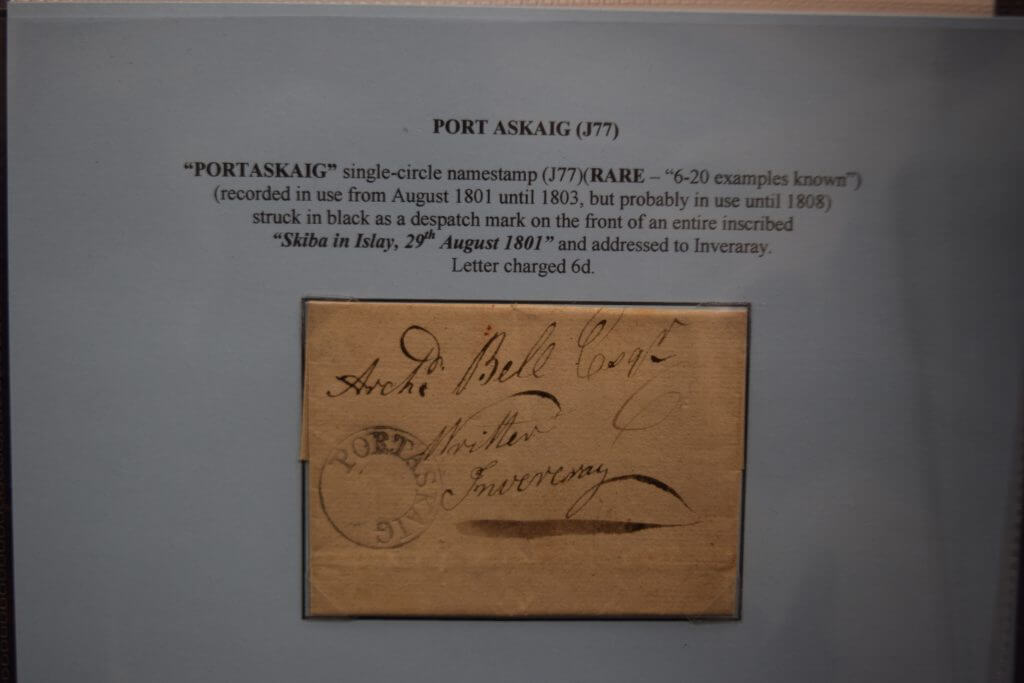 PORT ASKAIG (J77)
“PORTASKAIG” single-circle namestamp (J77)(RARE – “6-20 examples known”)
(recorded in use from August 1801 until 1803, but probably in use until 1808)
struck in black as a despatch mark on the front of an entire inscribed
“Skiba in Islay, 29th August 1801” and addressed to Inveraray.
Letter charged 6d.
Archd. Bell Esqr
Writter
Invereray
PORTASKAIG